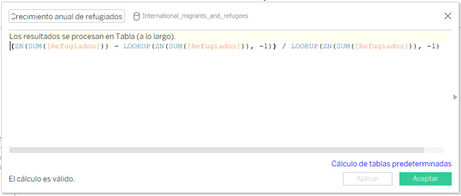 Crecimiento anual de refugiados International_migrants_and_refugees
Los resultados se procesan en Tabla (a lo largo).
(ZN(SUM([Refugiados])) - LOOKUP(ZN(SUM([Refugiados])), -1)) / LOOKUP(ZN(SUM([Refugiados])), -1)
Cálculo de tablas predeterminadas
El cálculo es válido. Aplicar Aceptar